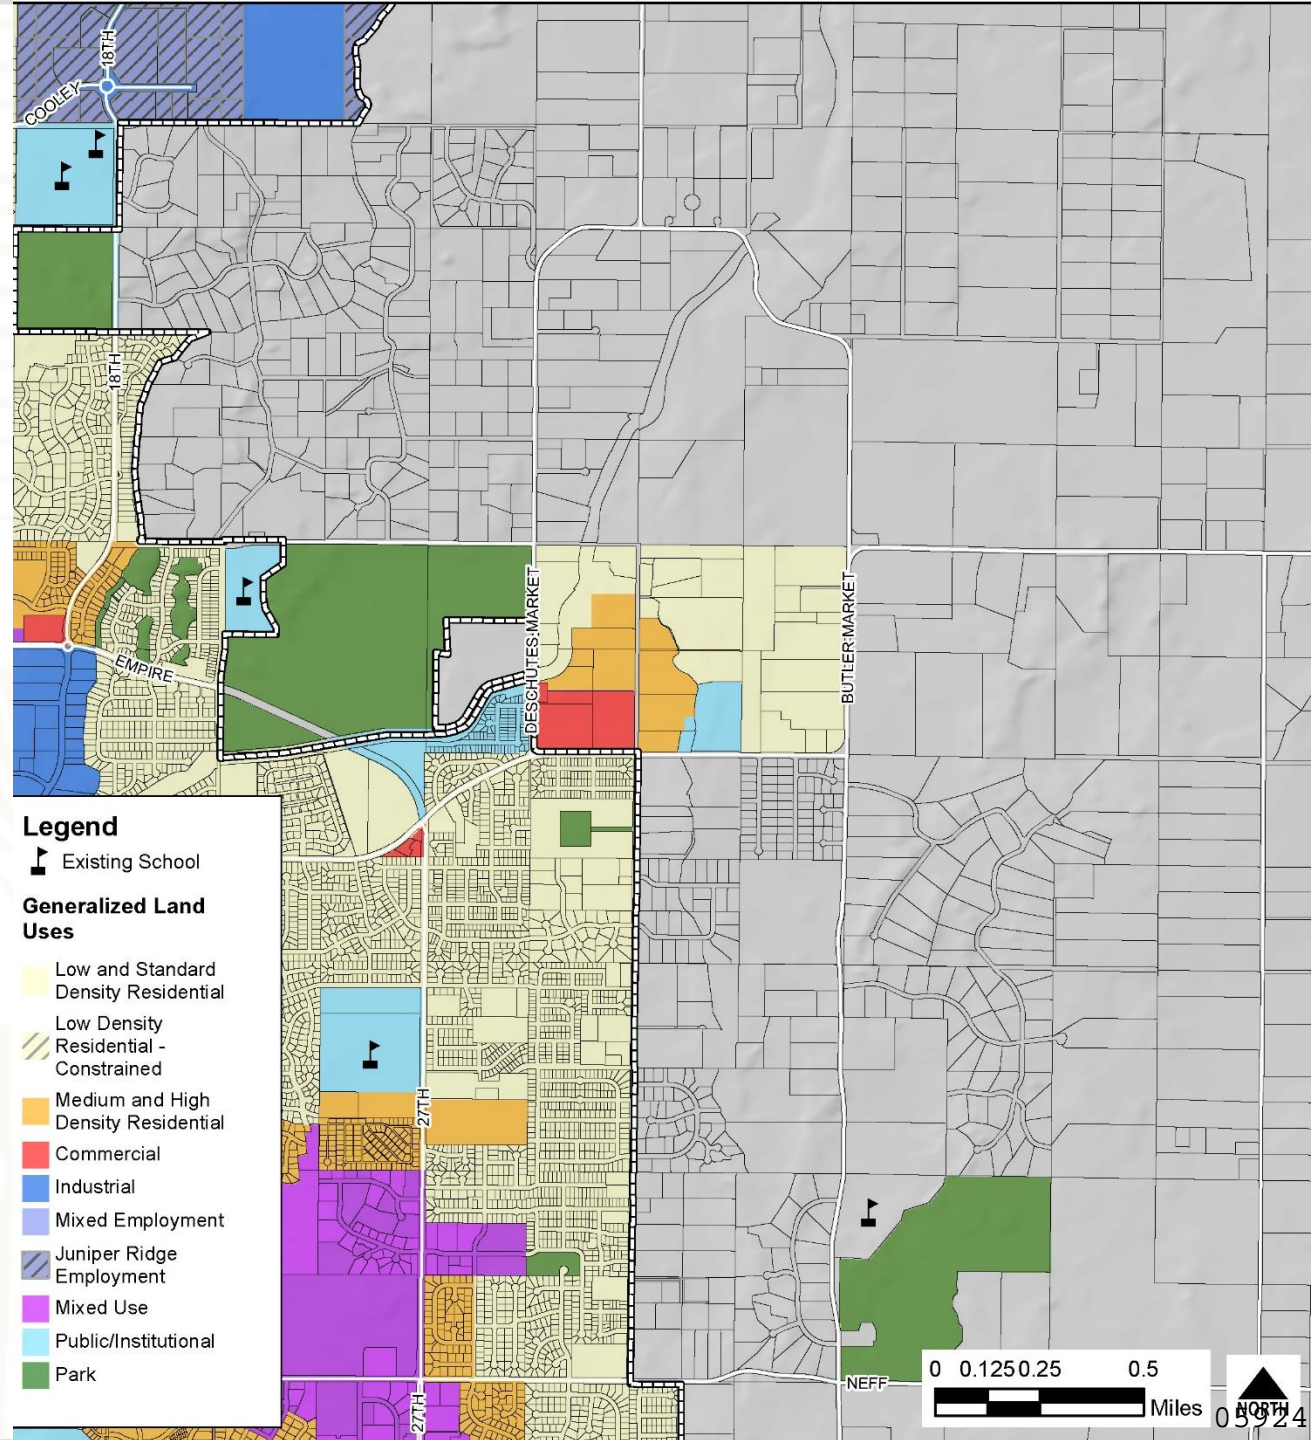 18TH
COOLEY
18TH
DESCHUTES MARKET
BUTLER MARKET
EMPIRE
Legend
Existing School
Generalized Land
Uses
Low and Standard
Density Residential
Low Density
Residential -
Constrained
Medium and High
Density Residential
Commercial
Industrial
Mixed Employment
Juniper Ridge
Employment
Mixed Use
Public/Institutional
Park
27TH
27TH
NEFF
0 0.125 0.25 0.5
Miles
NORTH
05924